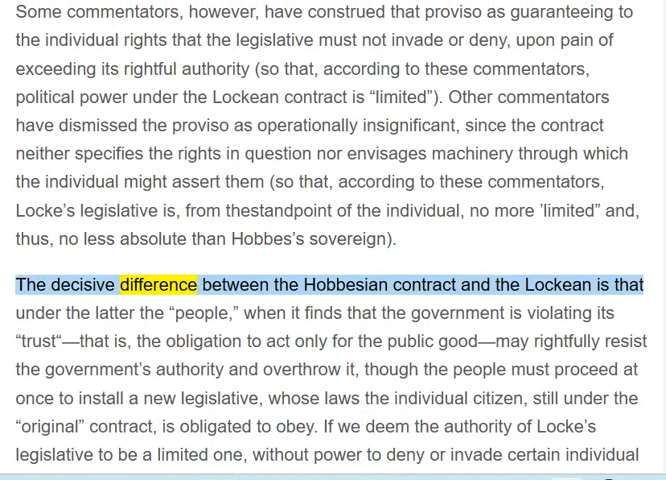 Some commentators, however, have construed that proviso as guaranteeing to
the individual rights that the legislative must not invade or deny, upon pain of
exceeding its rightful authority (so that, according to these commentators,
political power under the Lockean contract is “limited”). Other commentators
have dismissed the proviso as operationally insignificant, since the contract
neither specifies the rights in question nor envisages machinery through which
the individual might assert them (so that, according to these commentators,
Locke’s legislative is, from thestandpoint of the individual, no more ’limited” and,
thus, no less absolute than Hobbes’s sovereign).
The decisive difference between the Hobbesian contract and the Lockean is that
under the latter the “people,” when it finds that the government is violating its
“trust“—that is, the obligation to act only for the public good—may rightfully resist
the government’s authority and overthrow it, though the people must proceed at
once to install a new legislative, whose laws the individual citizen, still under the
“original” contract, is obligated to obey. If we deem the authority of Locke’s
legislative to be a limited one, without power to deny or invade certain individual